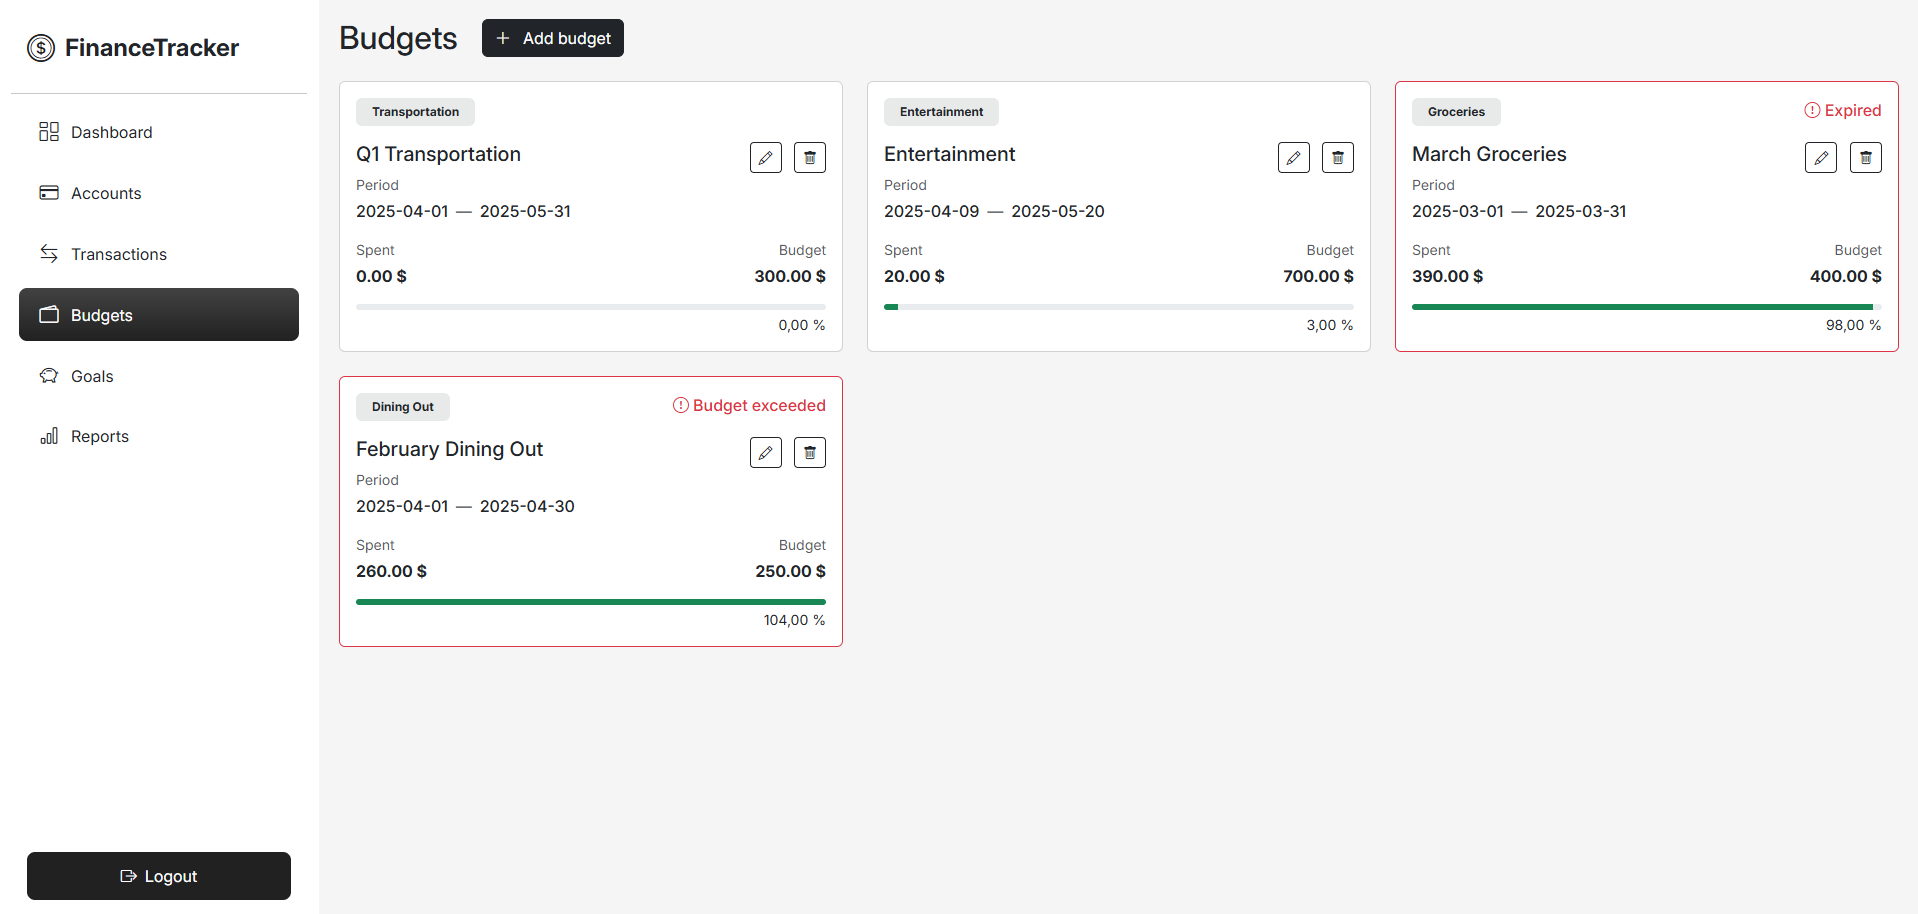 FinanceTracker
Dashboard
Accounts
Transactions
Budgets
Goals
Reports
Logout
Budgets
Add budget
Transportation
Q1 Transportation
Period
2025-04-01 — 2025-05-31
Spent Budget
0.00 $ 300.00 $
0,00 %
Entertainment
Entertainment
Period
2025-04-09 — 2025-05-20
Spent Budget
20.00 $ 700.00 $
3,00 %
Groceries Expired
March Groceries
Period
2025-03-01 — 2025-03-31
Spent Budget
390.00 $ 400.00 $
98,00 %
Dining Out Budget exceeded
February Dining Out
Period
2025-04-01 — 2025-04-30
Spent Budget
260.00 $ 250.00 $
104,00 %